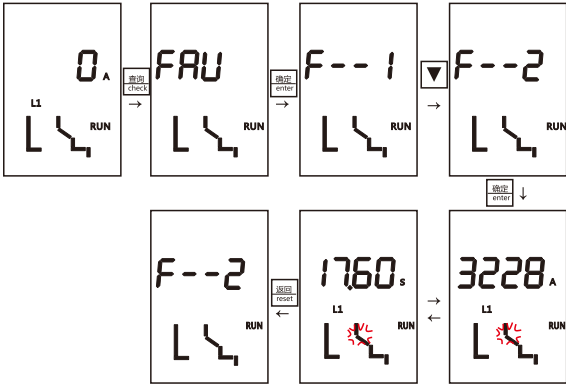 0 A
L1
L
RUN
查询
check
→
FAU
L
RUN
确定
enter
→
F--1
L
RUN
▼
→
F--2
L
RUN
确定
enter
↓
3228 A
L1
L
RUN
→
←
17.60 S
L1
L
RUN
返回
reset
←
F--2
L
RUN